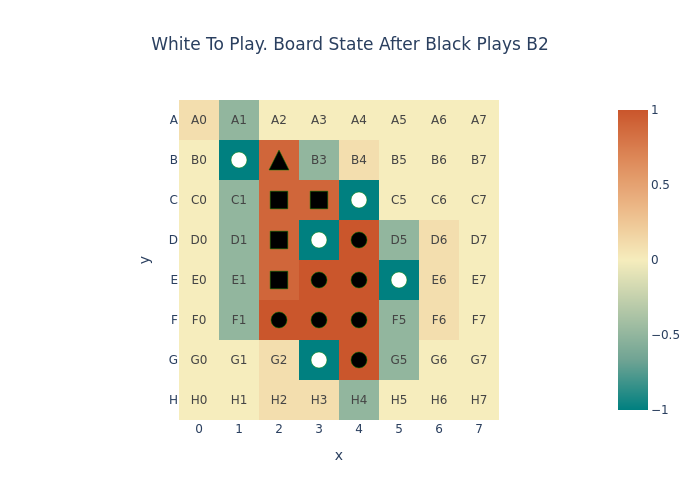 White To Play. Board State After Black Plays B2
A A0 A1 A2 A3 A4 A5 A6 A7
B B0 B3 B4 B5 B6 B7
C C0 C1 C5 C6 C7
D D0 D1 D5 D6 D7
E E0 E1 E6 E7
F F0 F1 F5 F6 F7
G G0 G1 G2 G5 G6 G7
H H0 H1 H2 H3 H4 H5 H6 H7
0 1 2 3 4 5 6 7
x
y
1
0.5
0
−0.5
−1